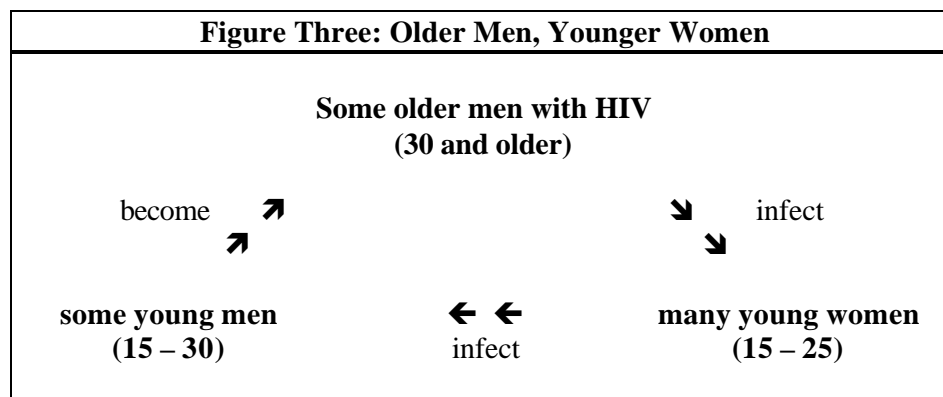 Figure Three: Older Men, Younger Women
Some older men with HIV
(30 and older)
become
infect
some young men
many young women
(15 – 30)
infect
(15 – 25)